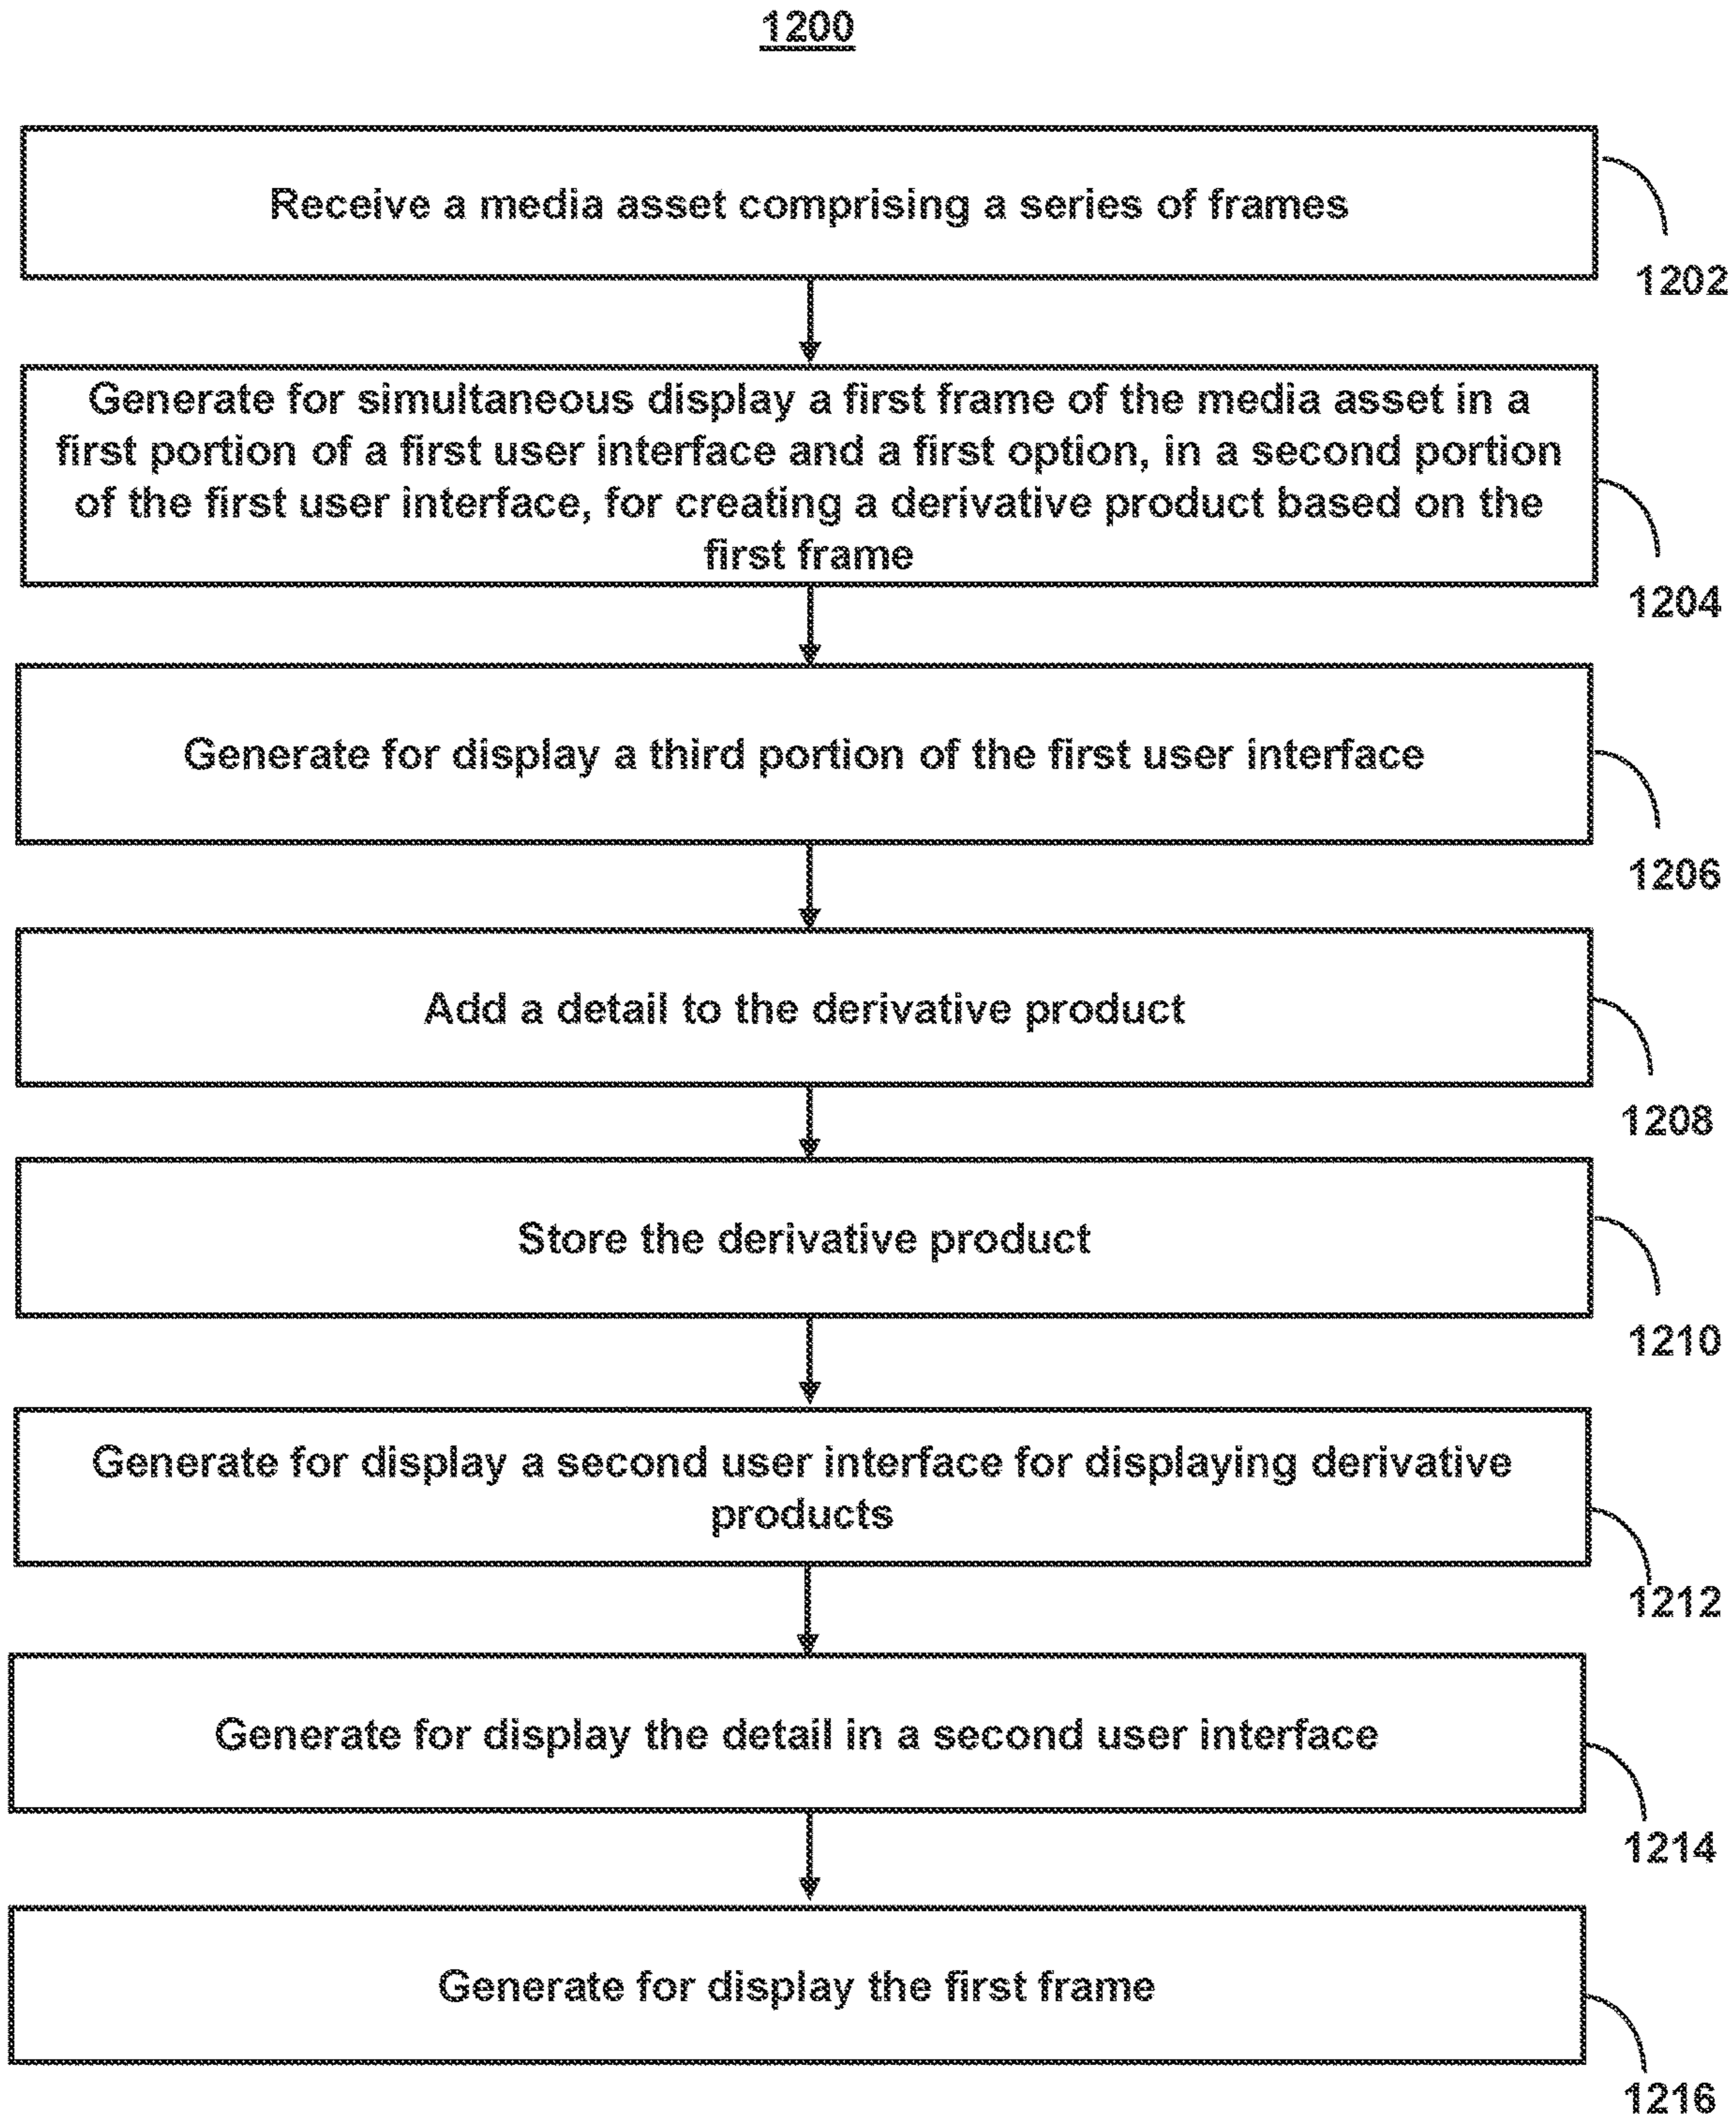 1200
Receive a media asset comprising a series of frames
1202
Generate for simultaneous display a first frame of the media asset in a
first portion of a first user interface and a first option, in a second portion
of the first user interface, for creating a derivative product based on the
first frame
1204
Generate for display a third portion of the first user interface
1206
Add a detail to the derivative product
1208
Store the derivative product
1210
Generate for display a second user interface for displaying derivative
products
1212
Generate for display the detail in a second user interface
1214
Generate for display the first frame
1216